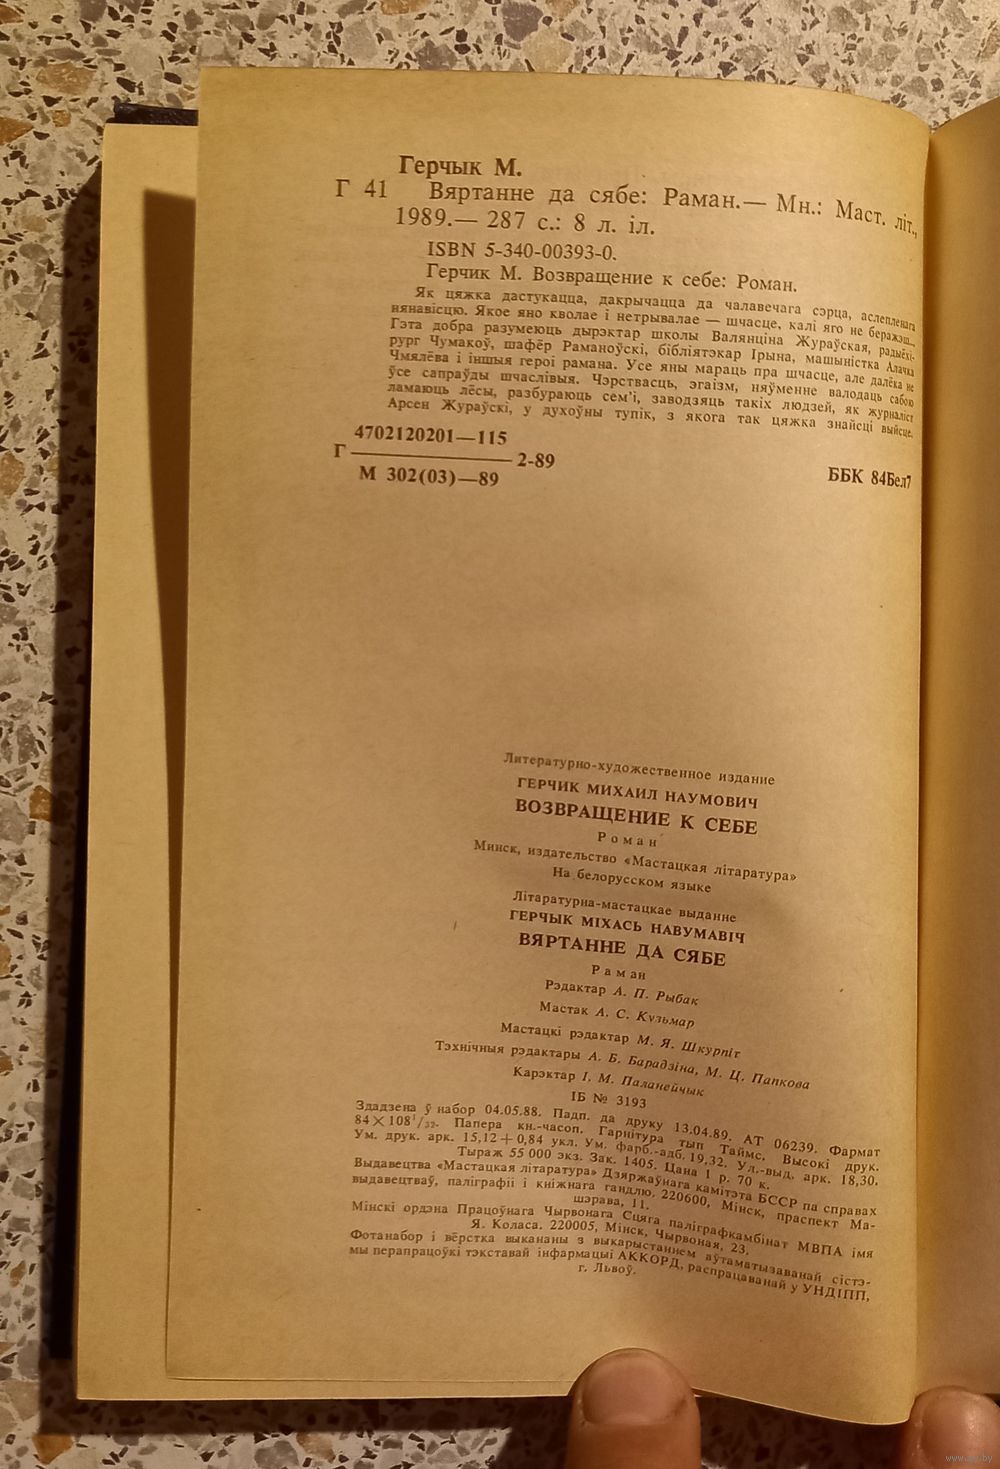 Герчык М.
Г 41 Вяртанне да сябе: Раман.— Мн.: Маст. літ.,
1989.— 287 с.: 8 л. іл.
ISBN 5-340-00393-0.
Герчик М. Возвращение к себе: Роман.
Як цяжка дастукацца, дакрычацца да чалавечага сэрца, аслепленага
нянавісцю. Якое яно кволае і нетрывалае — шчасце, калі яго не беражэш...
Гэта добра разумеюць дырэктар школы Валянціна Жураўская, радыёхі-
рург Чумакоў, шафёр Раманоўскі, бібліятэкар Ірына, машыністка Алачка
Чмялёва і іншыя героі рамана. Усе яны мараць пра шчасце, але далёка не
ўсе сапраўды шчаслівыя. Чэрствасць, эгаізм, няўменне валодаць сабою
ламаюць лёсы, разбураюць сем'і, заводзяць такіх людзей, як журналіст
Арсен Жураўскі, у духоўны тупік, з якога так цяжка знайсці выйсце.
4702120201—115
Г 2-89
М 302(03)—89
ББК 84Бел7
Литературно-художественное издание
ГЕРЧИК МИХАИЛ НАУМОВИЧ
ВОЗВРАЩЕНИЕ К СЕБЕ
Роман
Минск, издательство «Мастацкая літаратура»
На белорусском языке
Літаратурна-мастацкае выданне
ГЕРЧЫК МІХАСЬ НАВУМАВІЧ
ВЯРТАННЕ ДА СЯБЕ
Раман
Рэдактар А. П. Рыбак
Мастак А. С. Кузьмар
Мастацкі рэдактар М. Я. Шкурпіт
Тэхнічныя рэдактары А. Б. Барадзіна, М. Ц. Папкова
Карэктар І. М. Паланейчык
ІБ № 3193
Здадзена ў набор 04.05.88. Падп. да друку 13.04.89. АТ 06239. Фармат
84×108¹/₃₂. Папера кн.-часоп. Гарнітура тып Таймс. Высокі друк.
Ум. друк. арк. 15,12+0,84 укл. Ум. фарб.-адб. 19,32. Ул.-выд. арк. 18,30.
Тыраж 55 000 экз. Зак. 1405. Цана 1 р. 70 к.
Выдавецтва «Мастацкая літаратура» Дзяржаўнага камітэта БССР па справах
выдавецтваў, паліграфіі і кніжнага гандлю. 220600, Мінск, праспект Ма-
шэрава, 11.
Мінскі ордэна Працоўнага Чырвонага Сцяга паліграфкамбінат МВПА імя
Я. Коласа. 220005, Мінск, Чырвоная, 23.
Фотанабор і вёрстка выкананы з выкарыстаннем аўтаматызаванай сістэ-
мы перапрацоўкі тэкставай інфармацыі АККОРД, распрацаванай у УНДІПП,
г. Львоў.